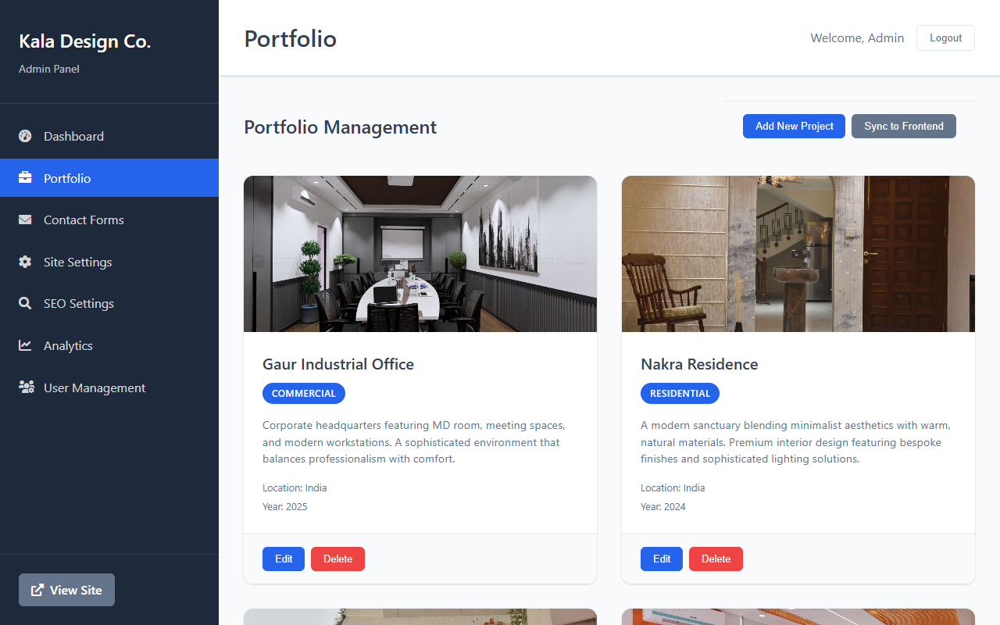 Kala Design Co.
Admin Panel
Dashboard
Portfolio
Contact Forms
Site Settings
SEO Settings
Analytics
User Management
View Site
Portfolio
Welcome, Admin
Logout
Portfolio Management
Add New Project
Sync to Frontend
Gaur Industrial Office
COMMERCIAL
Corporate headquarters featuring MD room, meeting spaces,
and modern workstations. A sophisticated environment that
balances professionalism with comfort.
Location: India
Year: 2025
Edit
Delete
Nakra Residence
RESIDENTIAL
A modern sanctuary blending minimalist aesthetics with warm,
natural materials. Premium interior design featuring bespoke
finishes and sophisticated lighting solutions.
Location: India
Year: 2024
Edit
Delete